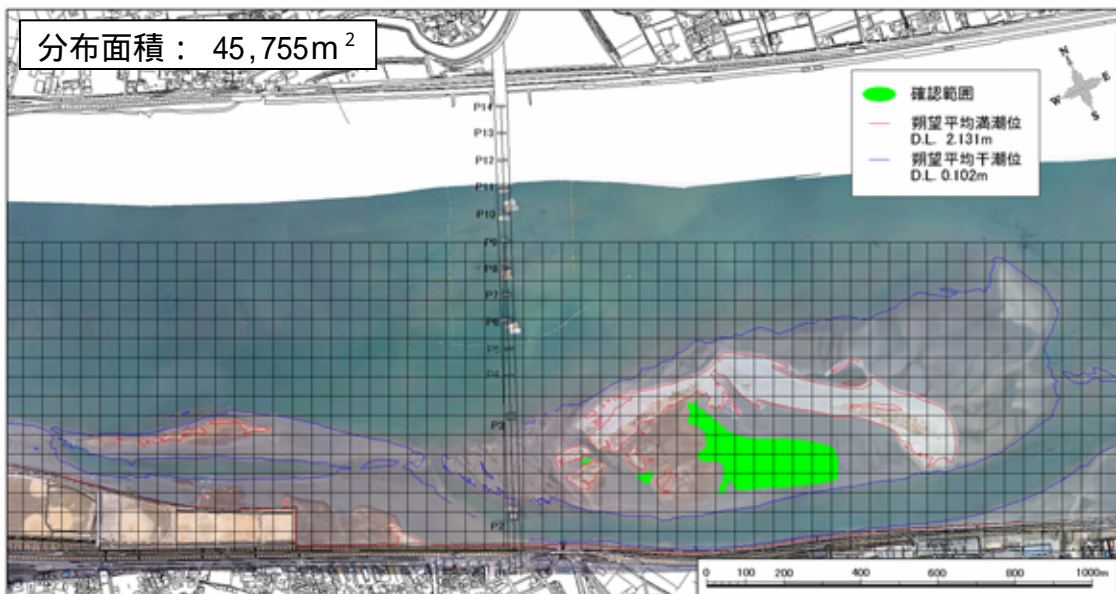 分布面積： 45,755m²
N
W
E
S
確認範囲
朔望平均満潮位
D.L. 2.131m
朔望平均干潮位
D.L. 0.102m
P14
P13
P12
P11
P10
P9
P8
P7
P6
P5
P4
P3
P2
0 100 200 400 600 800 1000m